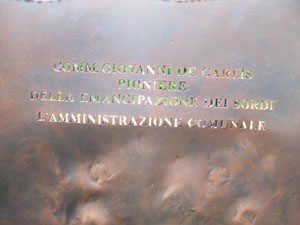 COMM. GIOVANNI DE CARLIS
PIONIERE
DELLA EMANCIPAZIONE DEI SORDI
L'AMMINISTRAZIONE COMUNALE